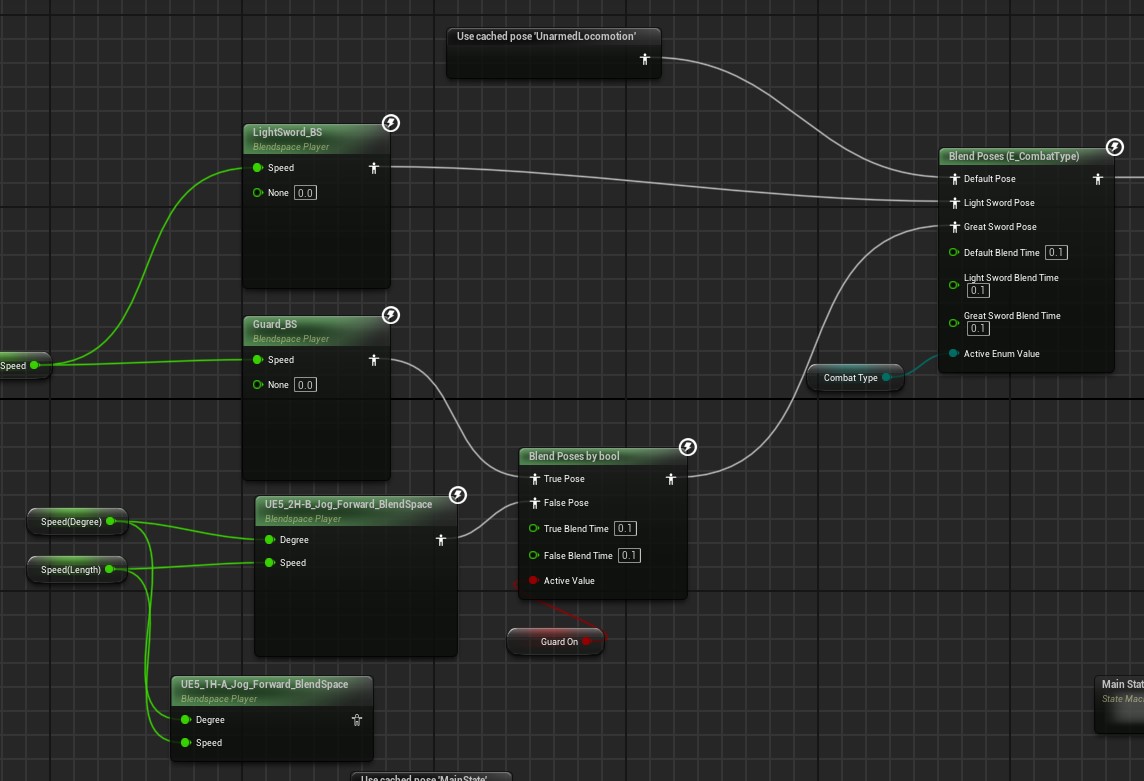 Use cached pose 'UnarmedLocomotion'
LightSword_BS
Blendspace Player
Speed
None 0.0
Blend Poses (E_CombatType)
Default Pose
Light Sword Pose
Great Sword Pose
Default Blend Time 0.1
Light Sword Blend Time
0.1
Great Sword Blend Time
0.1
Active Enum Value
Combat Type
Guard_BS
Blendspace Player
Speed
None 0.0
Speed
Blend Poses by bool
True Pose
False Pose
True Blend Time 0.1
False Blend Time 0.1
Active Value
Guard On
UE5_2H-B_Jog_Forward_BlendSpace
Blendspace Player
Degree
Speed
Speed(Degree)
Speed(Length)
UE5_1H-A_Jog_Forward_BlendSpace
Blendspace Player
Degree
Speed
Main Stat
State Mac
Use cached pose 'MainState'